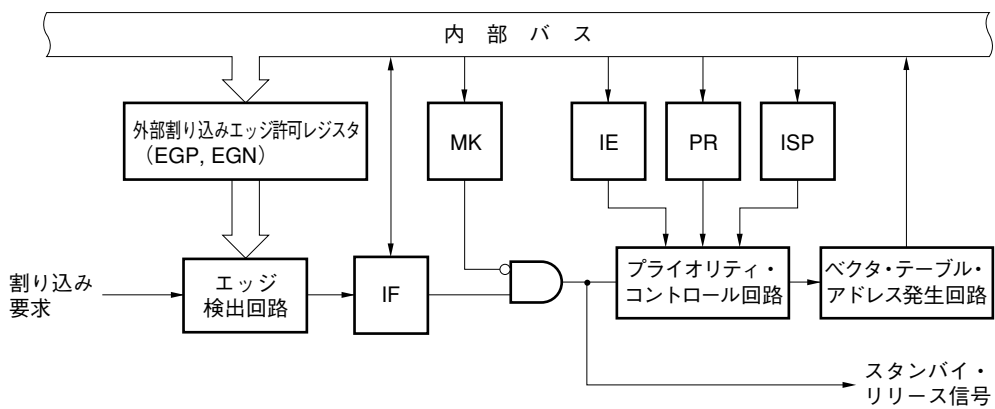 内部バス
外部割り込みエッジ許可レジスタ
（EGP, EGN）
MK
IE
PR
ISP
割り込み
要求
エッジ
検出回路
IF
プライオリティ・
コントロール回路
ベクタ・テーブル・
アドレス発生回路
スタンバイ・
リリース信号